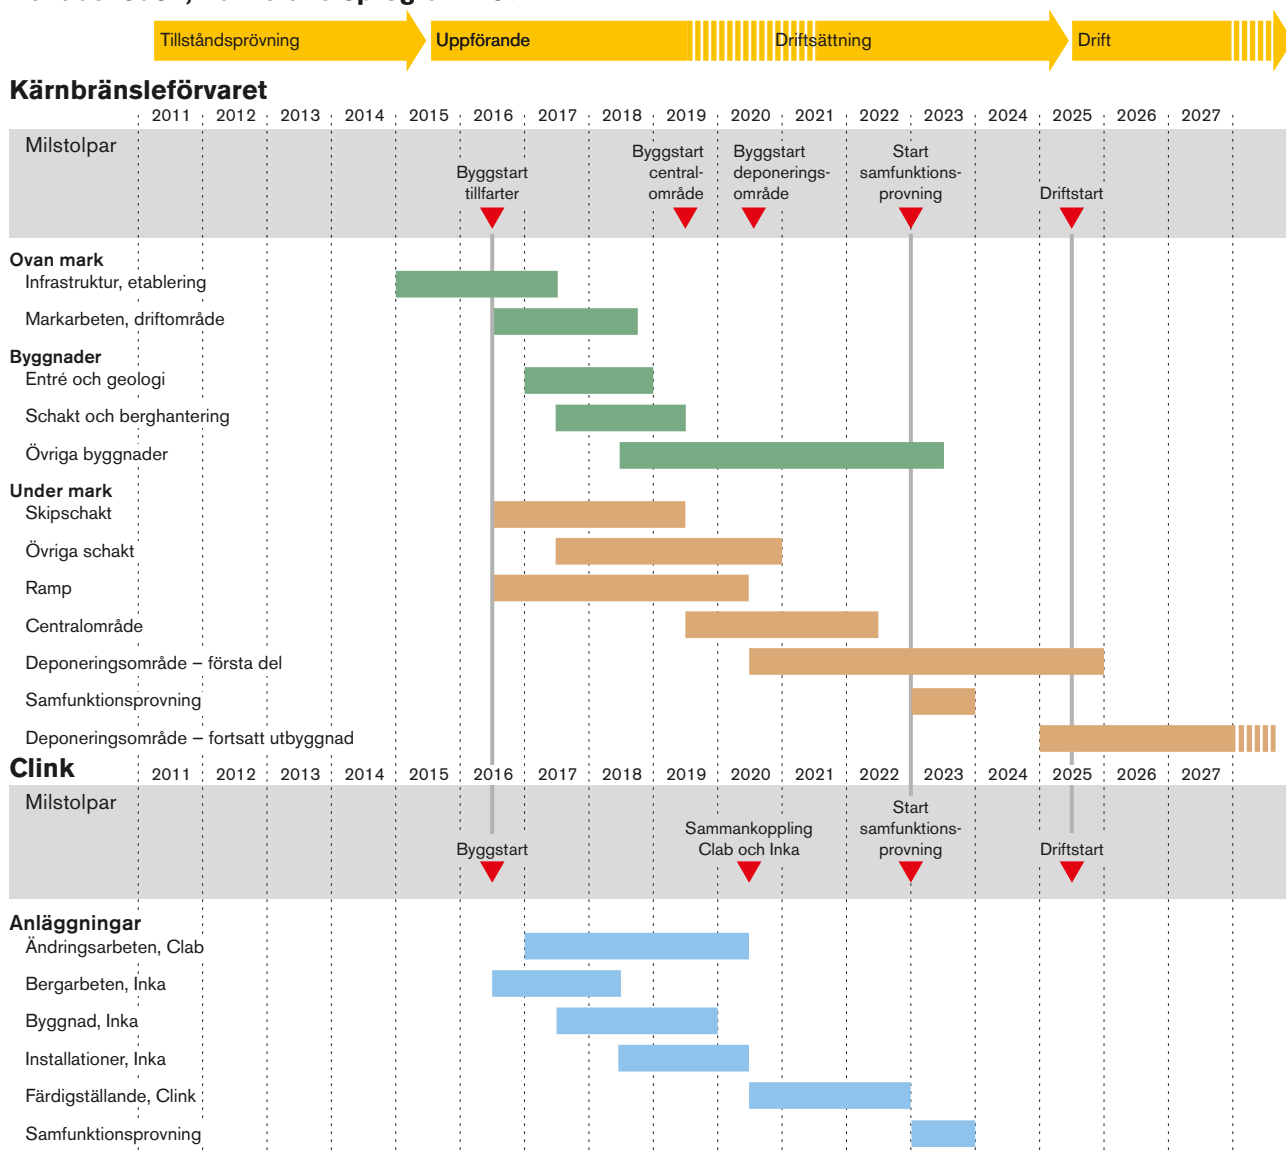 Tillståndsprövning Uppförande Driftsättning Drift
Kärnbränsleförvaret
2011 2012 2013 2014 2015 2016 2017 2018 2019 2020 2021 2022 2023 2024 2025 2026 2027
Milstolpar
Byggstart
tillfarter
Byggstart
central-
område
Byggstart
deponerings-
område
Start
samfunktions-
provning
Driftstart
Ovan mark
Infrastruktur, etablering
Markarbeten, driftområde
Byggnader
Entré och geologi
Schakt och berghantering
Övriga byggnader
Under mark
Skipschakt
Övriga schakt
Ramp
Centralområde
Deponeringsområde – första del
Samfunktionsprovning
Deponeringsområde – fortsatt utbyggnad
Clink
2011 2012 2013 2014 2015 2016 2017 2018 2019 2020 2021 2022 2023 2024 2025 2026 2027
Milstolpar
Byggstart
Sammankoppling
Clab och Inka
Start
samfunktions-
provning
Driftstart
Anläggningar
Ändringsarbeten, Clab
Bergarbeten, Inka
Byggnad, Inka
Installationer, Inka
Färdigställande, Clink
Samfunktionsprovning